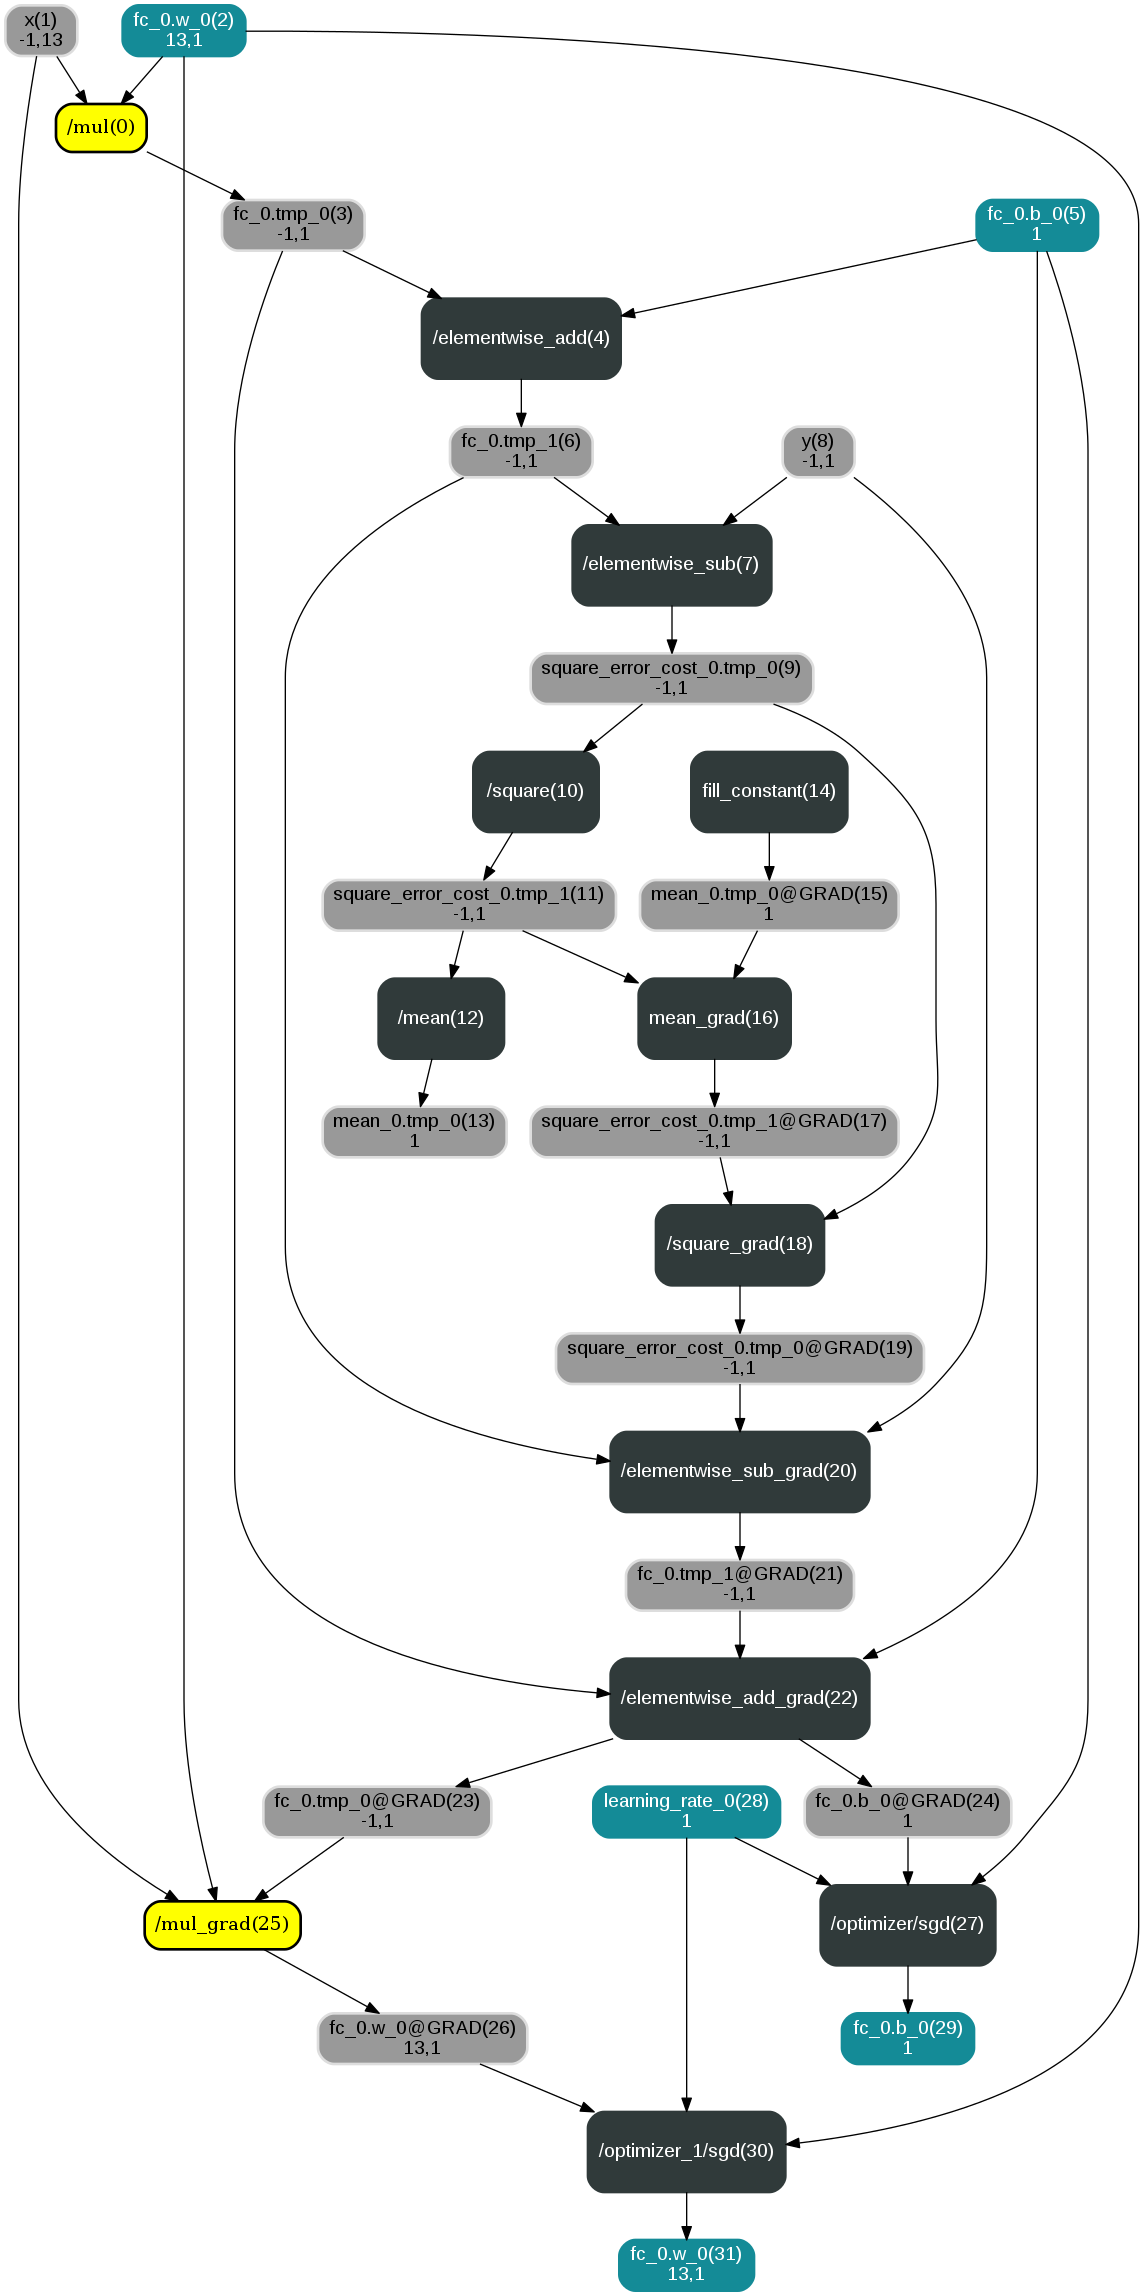 x(1)
-1,13
fc_0.w_0(2)
13,1
/mul(0)
fc_0.tmp_0(3)
-1,1
fc_0.b_0(5)
1
/elementwise_add(4)
fc_0.tmp_1(6)
-1,1
y(8)
-1,1
/elementwise_sub(7)
square_error_cost_0.tmp_0(9)
-1,1
/square(10)
fill_constant(14)
square_error_cost_0.tmp_1(11)
-1,1
mean_0.tmp_0@GRAD(15)
1
/mean(12)
mean_grad(16)
mean_0.tmp_0(13)
1
square_error_cost_0.tmp_1@GRAD(17)
-1,1
/square_grad(18)
square_error_cost_0.tmp_0@GRAD(19)
-1,1
/elementwise_sub_grad(20)
fc_0.tmp_1@GRAD(21)
-1,1
/elementwise_add_grad(22)
fc_0.tmp_0@GRAD(23)
-1,1
learning_rate_0(28)
1
fc_0.b_0@GRAD(24)
1
/mul_grad(25)
/optimizer/sgd(27)
fc_0.w_0@GRAD(26)
13,1
fc_0.b_0(29)
1
/optimizer_1/sgd(30)
fc_0.w_0(31)
13,1